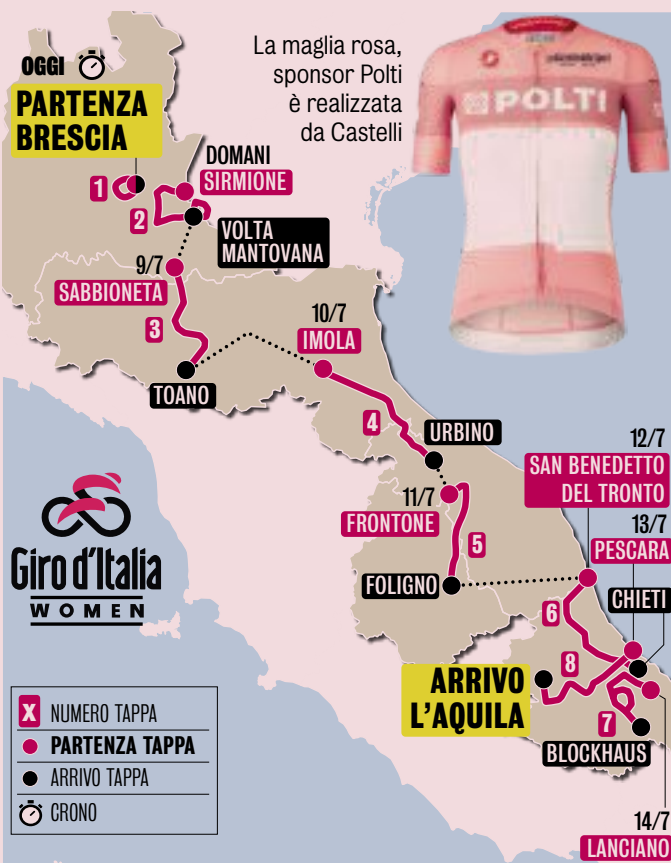 OGGI
PARTENZA
BRESCIA
La maglia rosa,
sponsor Polti
è realizzata
da Castelli
POLTI
1
DOMANI
SIRMIONE
2
VOLTA
MANTOVANA
9/7
SABBIONETA
3
TOANO
10/7
IMOLA
4
URBINO
11/7
FRONTONE
5
FOLIGNO
12/7
SAN BENEDETTO
DEL TRONTO
13/7
PESCARA
CHIETI
6
8
ARRIVO
L'AQUILA
7
BLOCKHAUS
14/7
LANCIANO
Giro d'Italia
WOMEN
X NUMERO TAPPA
PARTENZA TAPPA
ARRIVO TAPPA
CRONO